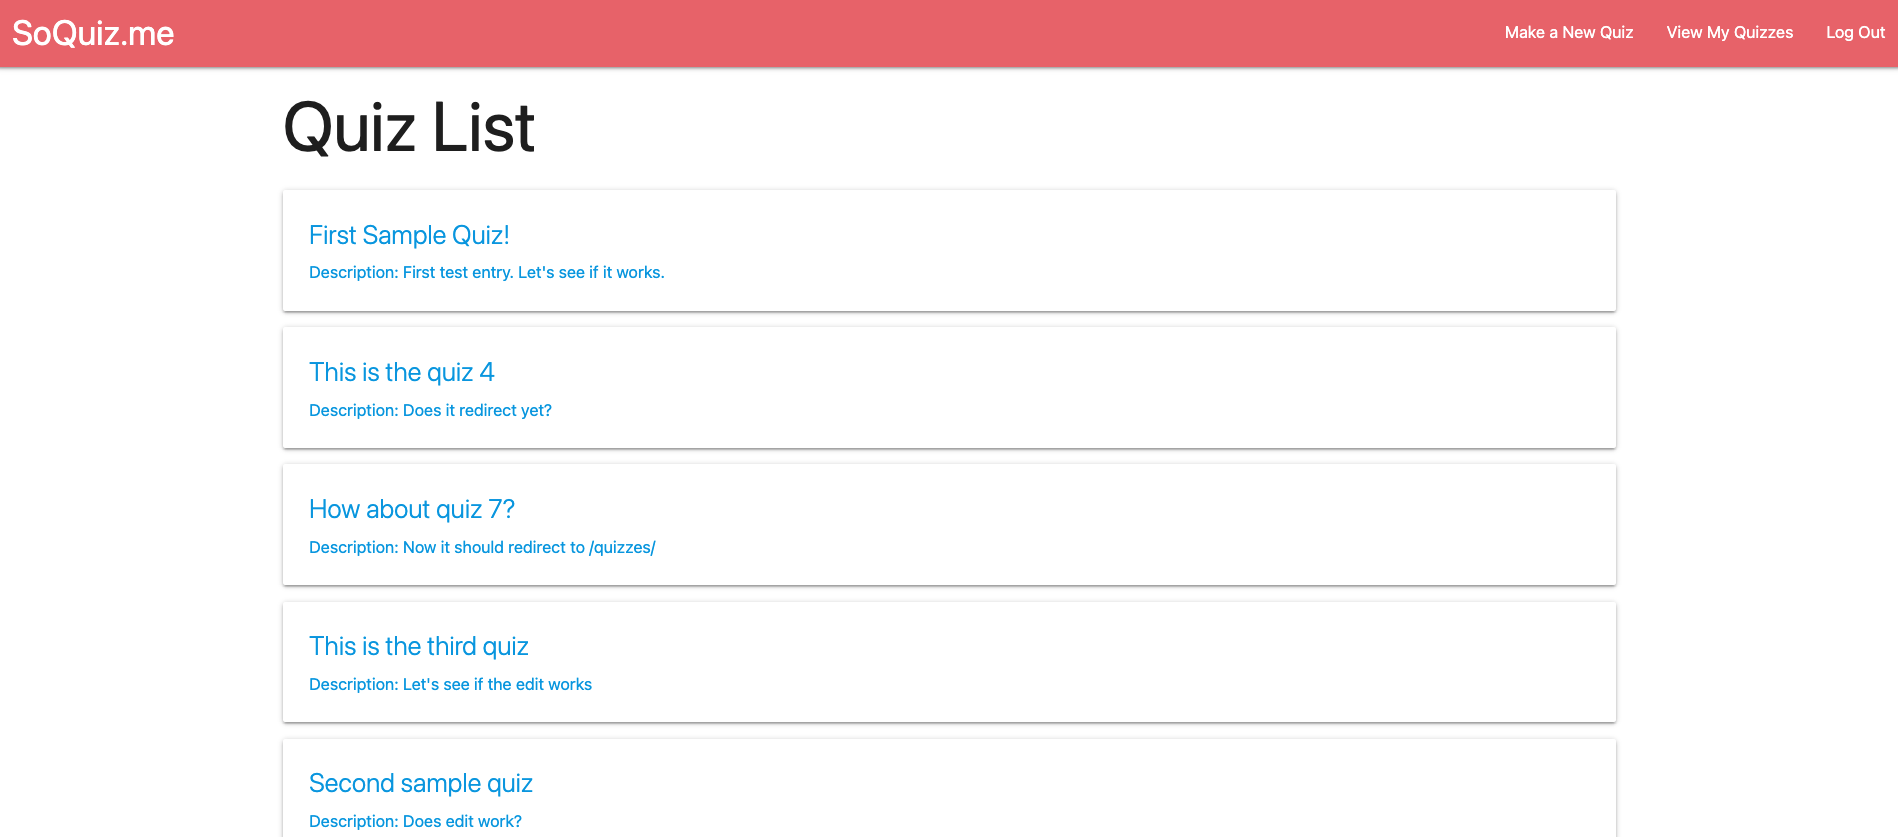 SoQuiz.me
Make a New Quiz
View My Quizzes
Log Out
Quiz List
First Sample Quiz!
Description: First test entry. Let's see if it works.
This is the quiz 4
Description: Does it redirect yet?
How about quiz 7?
Description: Now it should redirect to /quizzes/
This is the third quiz
Description: Let's see if the edit works
Second sample quiz
Description: Does edit work?